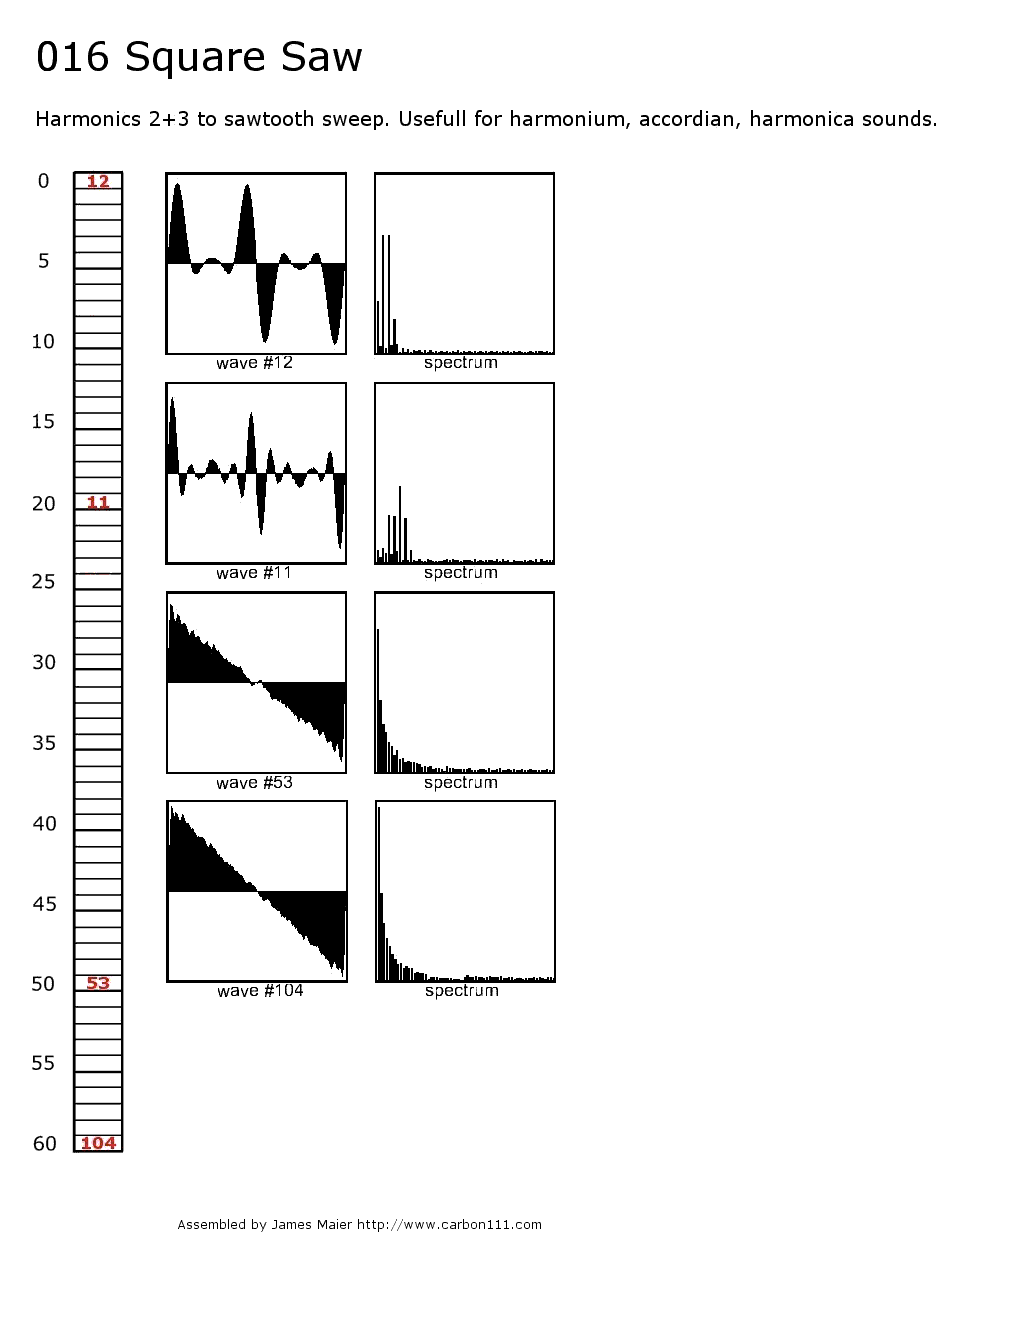 016 Square Saw
Harmonics 2+3 to sawtooth sweep. Usefull for harmonium, accordian, harmonica sounds.
0
12
5
10
wave #12
spectrum
15
20
11
wave #11
spectrum
25
30
35
wave #53
spectrum
40
45
50
53
wave #104
spectrum
55
60
104
Assembled by James Maier http://www.carbon111.com